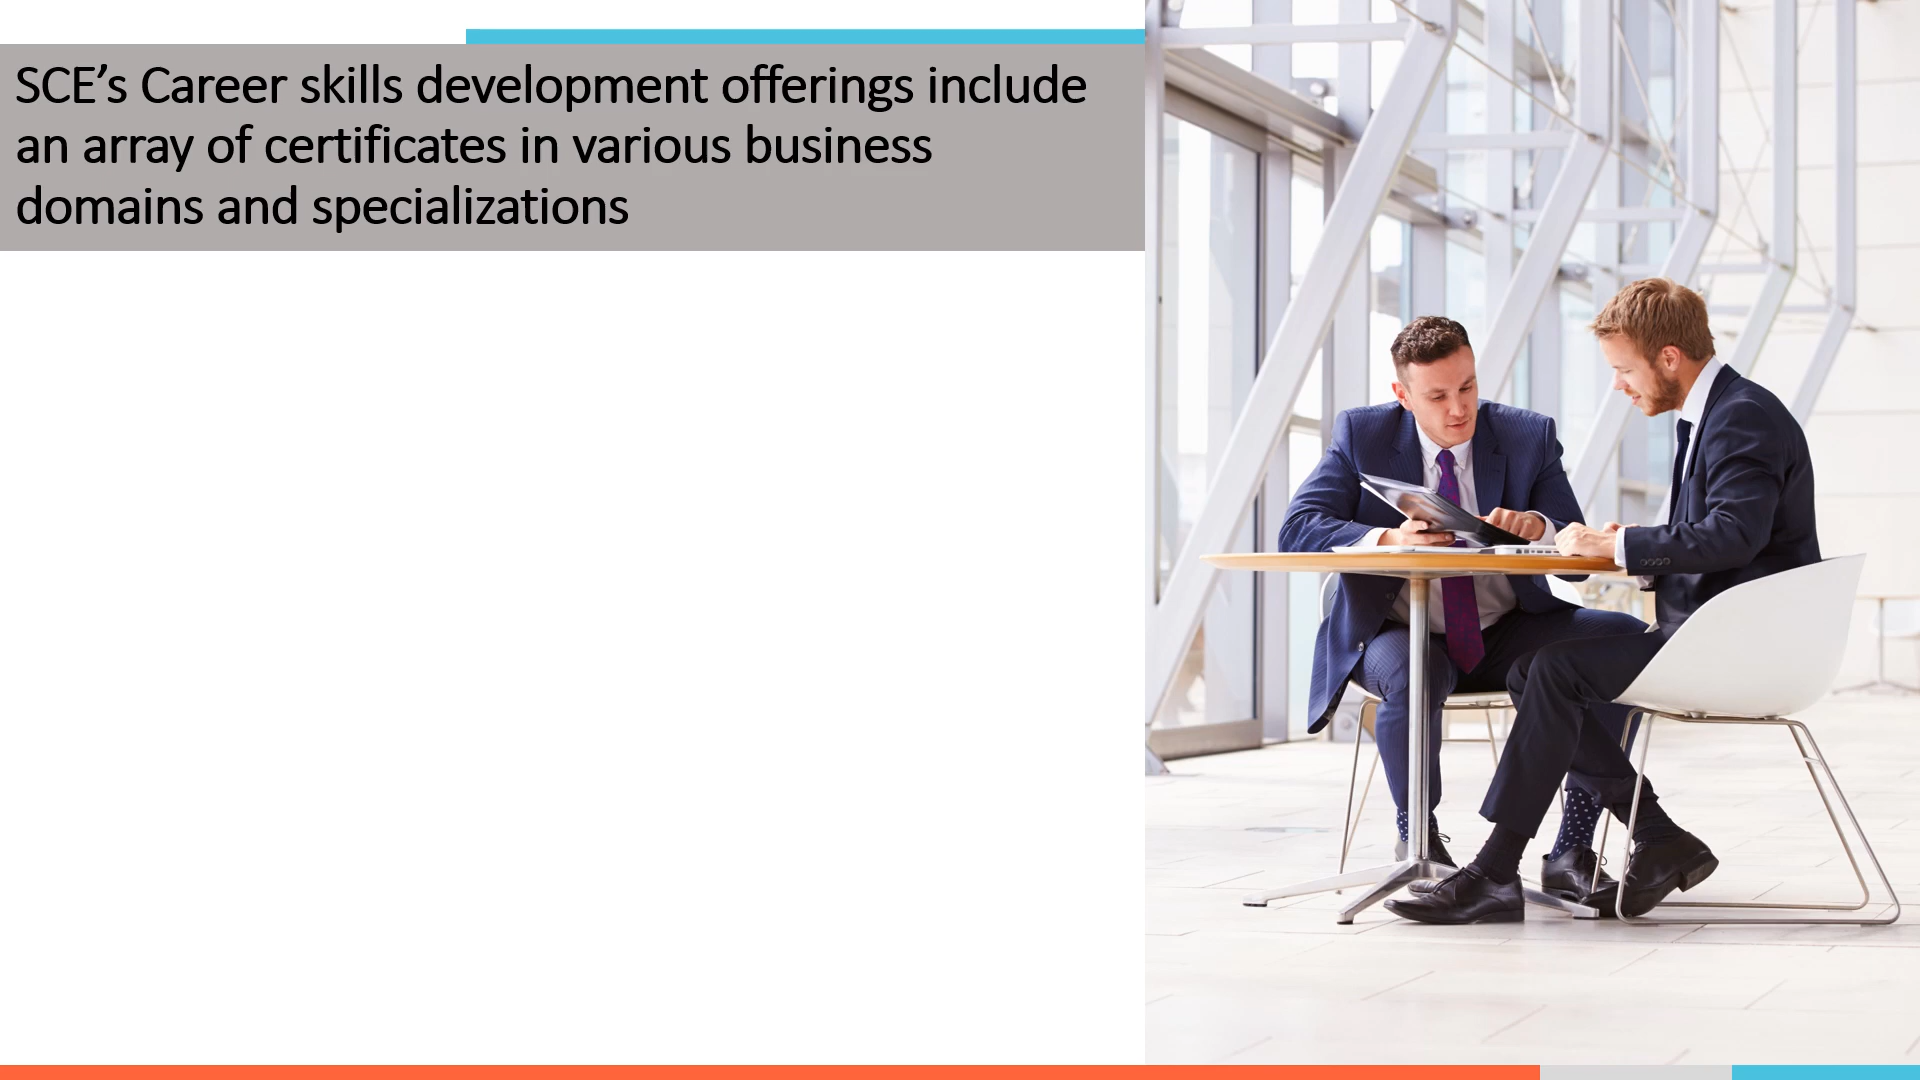 SCE’s Career skills development offerings include
an array of certificates in various business
domains and specializations